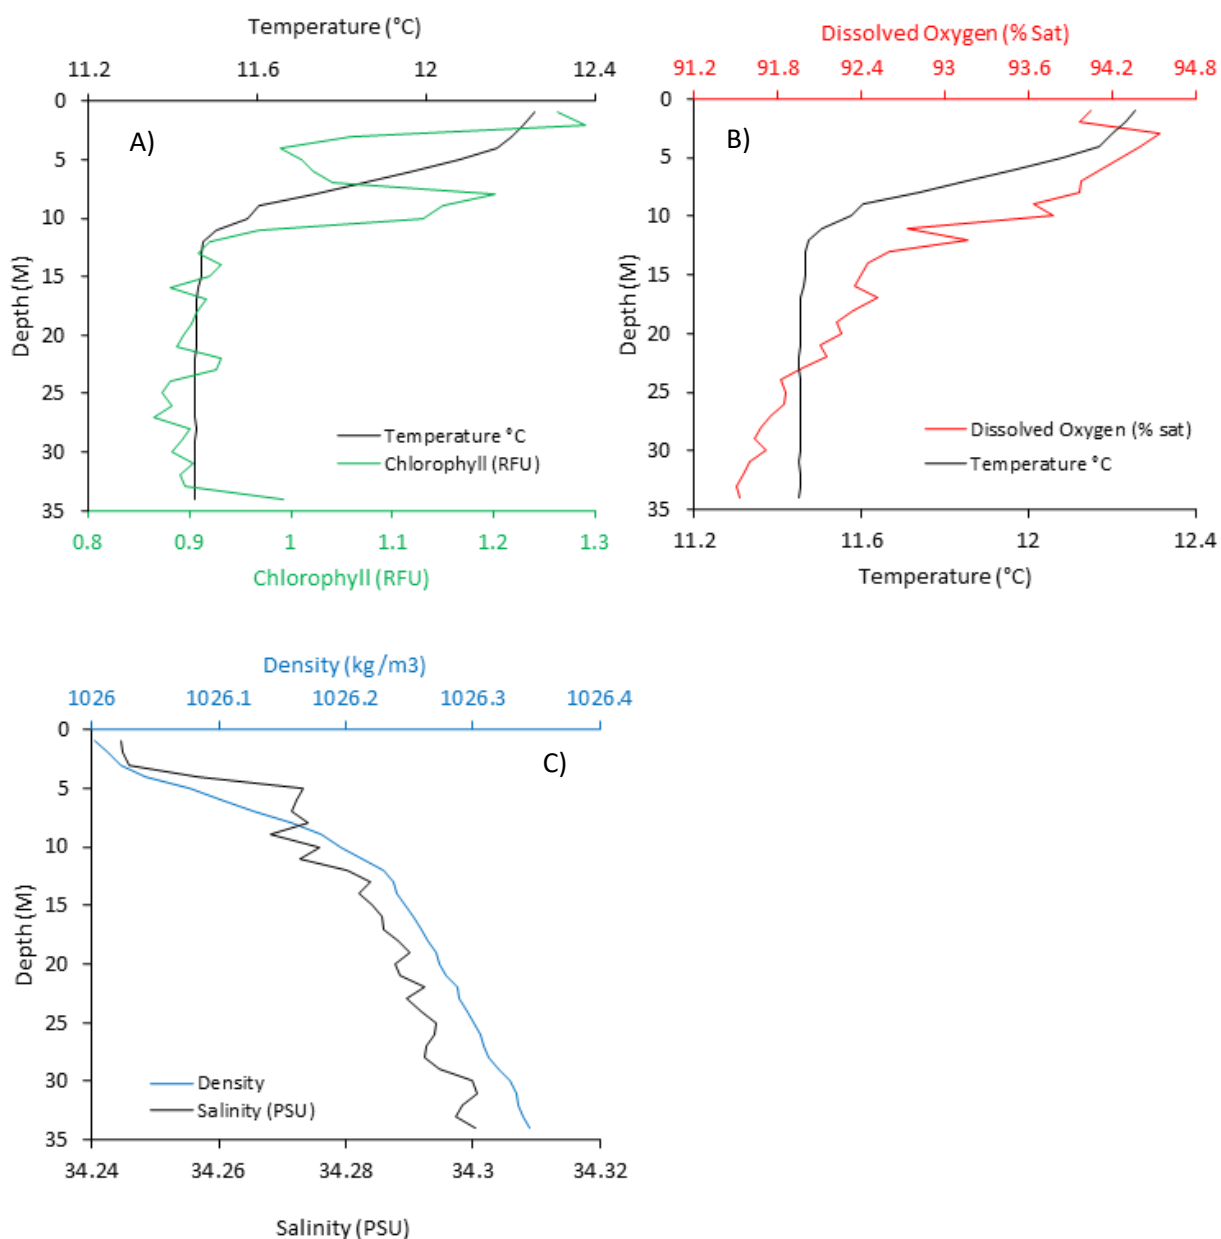 Temperature (°C)
11.2 11.6 12 12.4
0
5
10
15
20
25
30
35
Depth (M)
A)
Temperature °C
Chlorophyll (RFU)
0.8 0.9 1 1.1 1.2 1.3
Chlorophyll (RFU)
Dissolved Oxygen (% Sat)
91.2 91.8 92.4 93 93.6 94.2 94.8
0
5
10
15
20
25
30
35
Depth (M)
B)
Dissolved Oxygen (% sat)
Temperature °C
11.2 11.6 12 12.4
Temperature (°C)
Density (kg/m3)
1026 1026.1 1026.2 1026.3 1026.4
0
5
10
15
20
25
30
35
Depth (M)
C)
Density
Salinity (PSU)
34.24 34.26 34.28 34.3 34.32
Salinity (PSU)